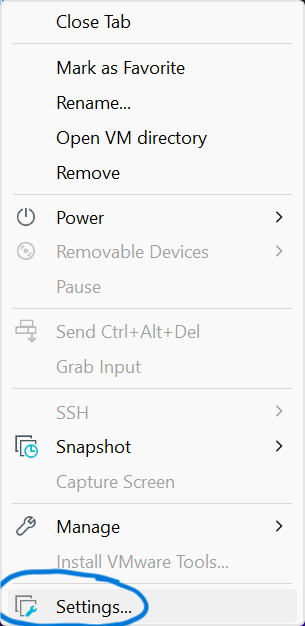 Close Tab
Mark as Favorite
Rename...
Open VM directory
Remove
Power
Removable Devices
Pause
Send Ctrl+Alt+Del
Grab Input
SSH
Snapshot
Capture Screen
Manage
Install VMware Tools...
Settings...